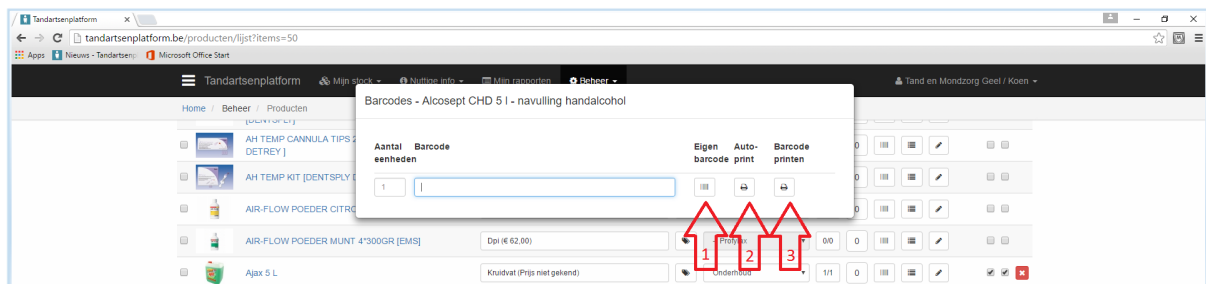 Tandartsenplatform
tandartsenplatform.be/producten/lijst?items=50
Apps Nieuws - Tandartsenp Microsoft Office Start
Tandartsenplatform Mijn stock Nuttige info Mijn rapporten Beheer Tand en Mondzorg Geel / Koen
Home / Beheer / Producten
Barcodes - Alcosept CHD 5 l - navulling handalcohol
[DENTSPLY]
AH TEMP CANNULA TIPS 2
DETREY ]
Aantal eenheden Barcode Eigen barcode Auto-print Barcode printen
0
AH TEMP KIT [DENTSPLY D
1
0
AIR-FLOW POEDER CITRO
0
AIR-FLOW POEDER MUNT 4*300GR [EMS] Dpi (€ 62,00) - Profylax 0/0 0
1 2 3
Ajax 5 L Kruidvat (Prijs niet gekend) Onderhoud 1/1 0